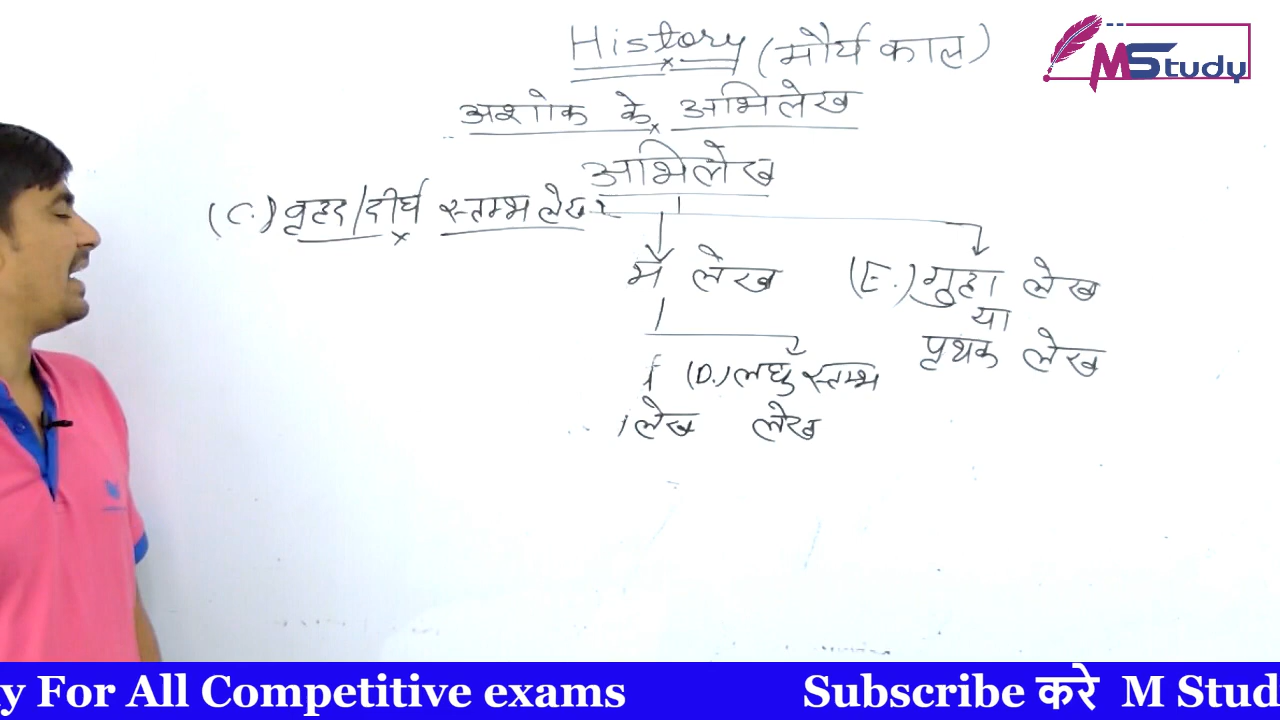 History (मौर्य काल)
MStudy
अशोक के अभिलेख
अभिलेख
(C.) वृहद/दीर्घ स्तम्भ लेख
लेख
(E.) गुहा लेख
या
पृथक लेख
(D.) लघु स्तम्भ
लेख लेख
y For All Competitive exams Subscribe करे M Stud